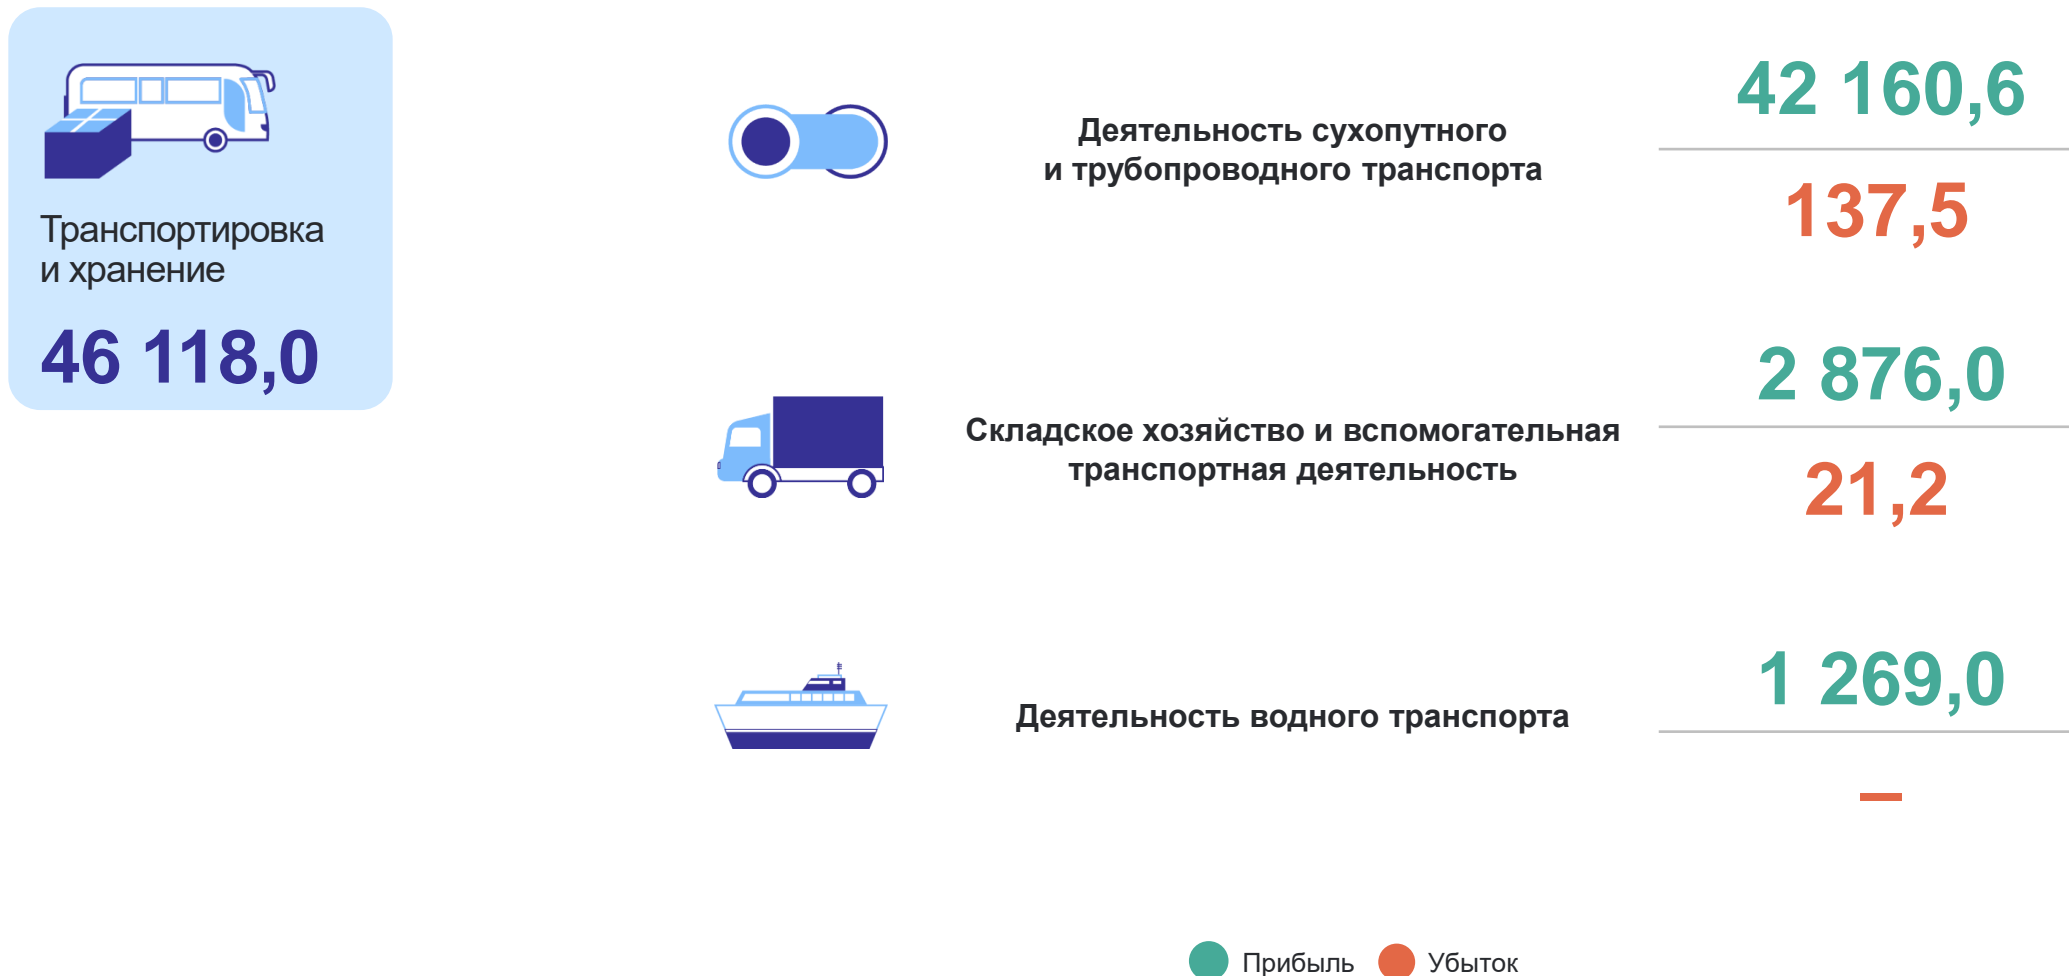 Транспортировка
и хранение
46 118,0
Деятельность сухопутного
и трубопроводного транспорта
42 160,6
137,5
Складское хозяйство и вспомогательная
транспортная деятельность
2 876,0
21,2
Деятельность водного транспорта
1 269,0
–
Прибыль
Убыток